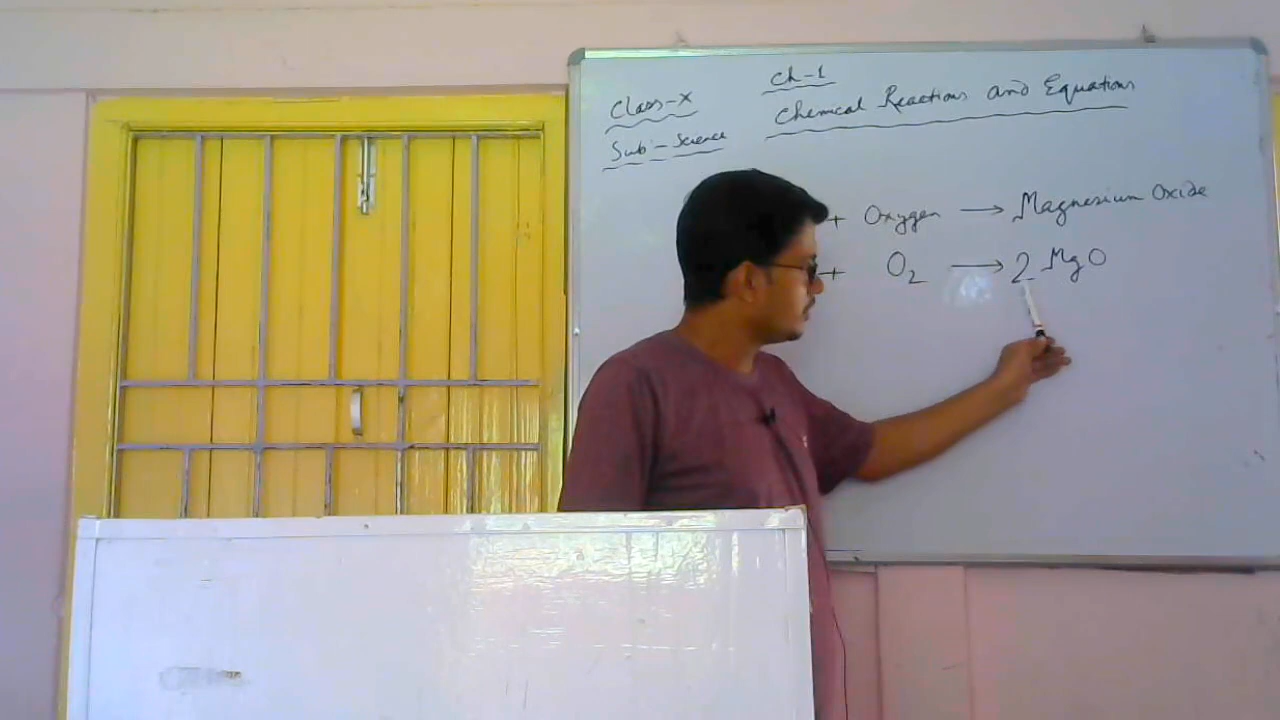 Class-X
Ch-1
Chemical Reactions and Equations
Sub:- Science
+ Oxygen → Magnesium Oxide
+ O₂ → 2 MgO